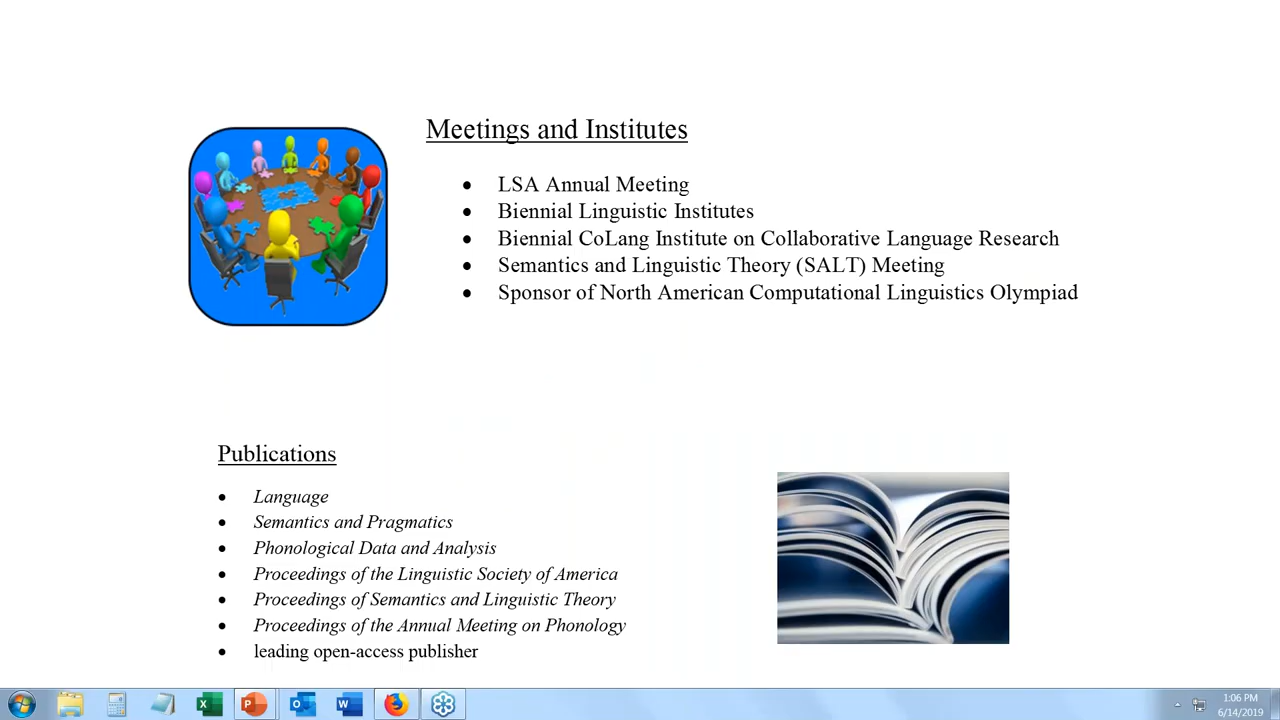 Meetings and Institutes
• LSA Annual Meeting
• Biennial Linguistic Institutes
• Biennial CoLang Institute on Collaborative Language Research
• Semantics and Linguistic Theory (SALT) Meeting
• Sponsor of North American Computational Linguistics Olympiad
Publications
• Language
• Semantics and Pragmatics
• Phonological Data and Analysis
• Proceedings of the Linguistic Society of America
• Proceedings of Semantics and Linguistic Theory
• Proceedings of the Annual Meeting on Phonology
• leading open-access publisher
1:06 PM
6/14/2019